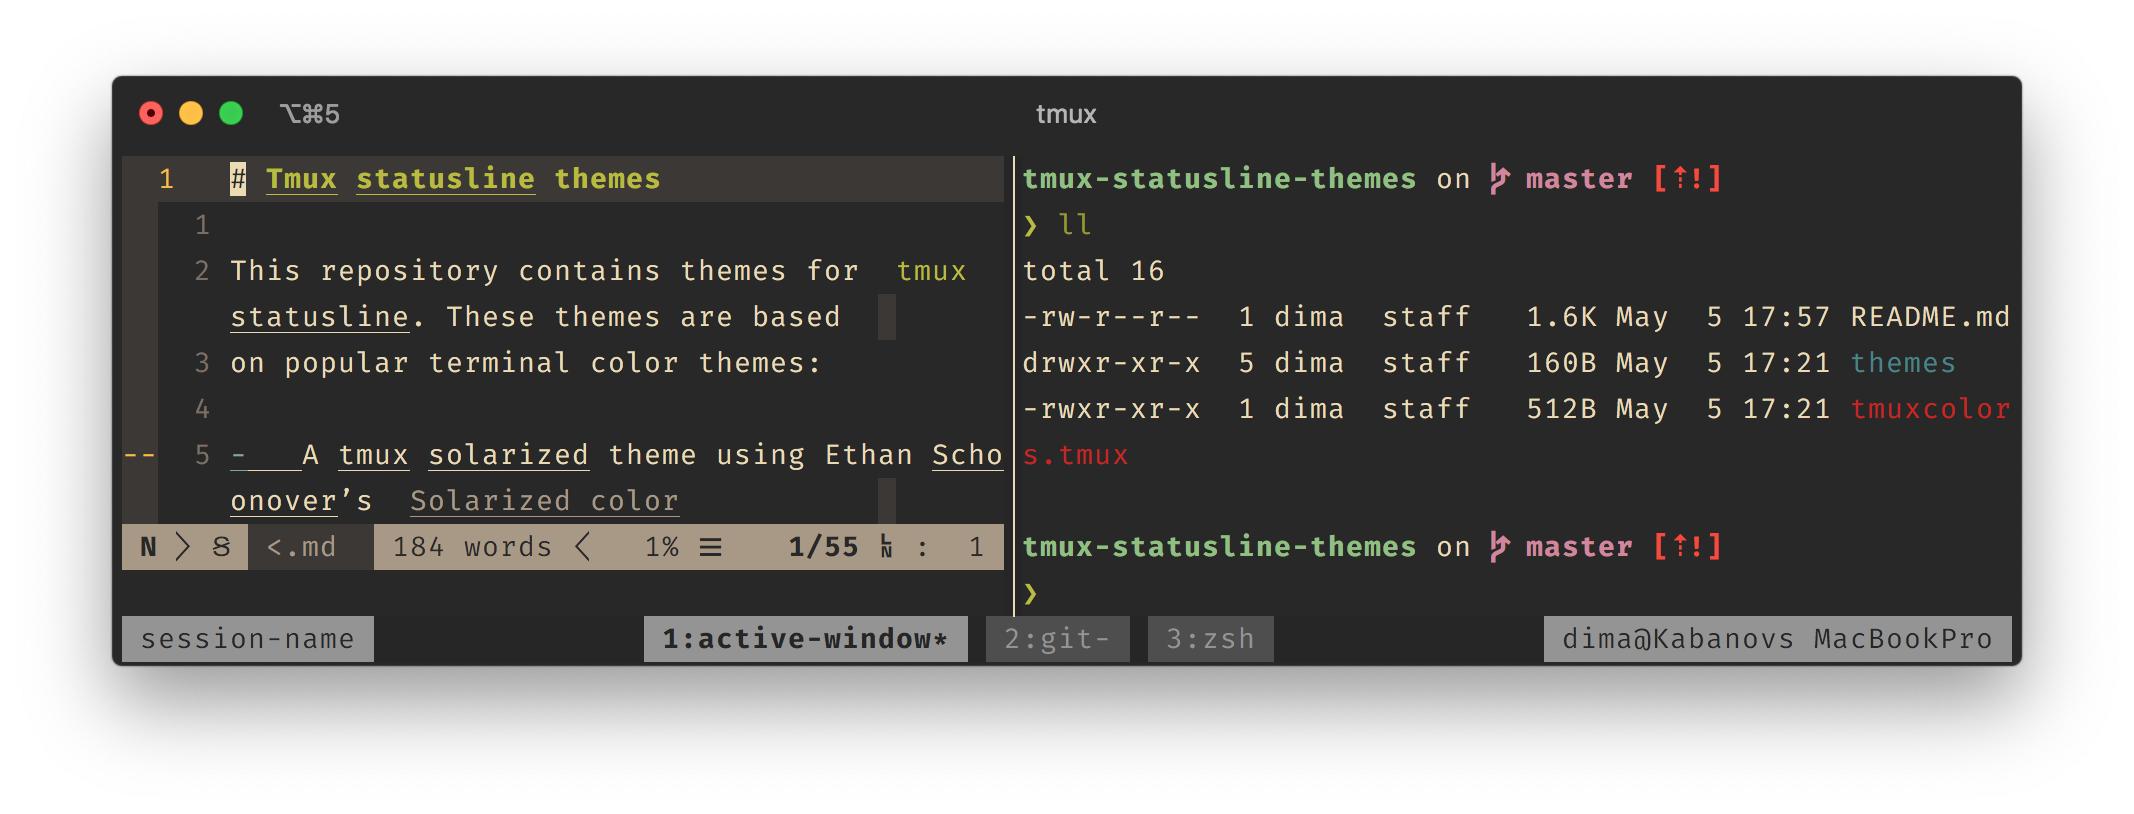 ⌥⌘5
tmux
1 # Tmux statusline themes
1
2 This repository contains themes for tmux
statusline. These themes are based
3 on popular terminal color themes:
4
-- 5 - A tmux solarized theme using Ethan Scho
onover’s Solarized color
N > S <.md 184 words < 1% ≡ 1/55 ㏑ : 1
tmux-statusline-themes on master [⇡!]
❯ ll
total 16
-rw-r--r-- 1 dima staff 1.6K May 5 17:57 README.md
drwxr-xr-x 5 dima staff 160B May 5 17:21 themes
-rwxr-xr-x 1 dima staff 512B May 5 17:21 tmuxcolor
s.tmux
tmux-statusline-themes on master [⇡!]
❯
session-name 1:active-window* 2:git- 3:zsh dima@Kabanovs MacBookPro